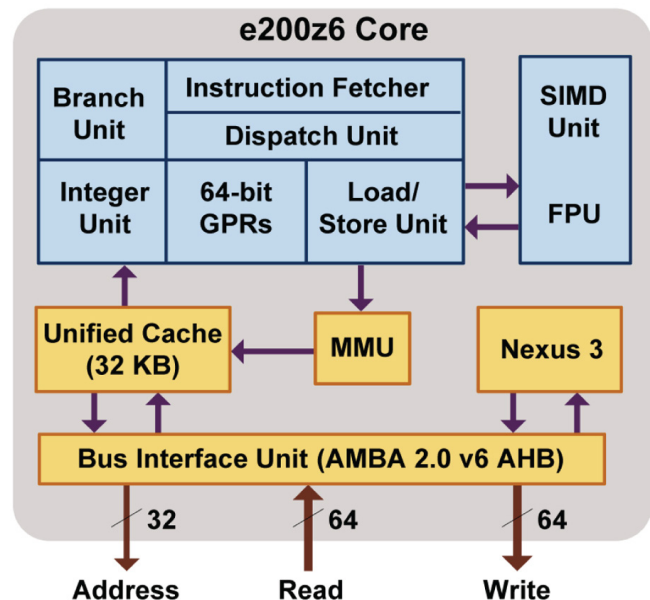 e200z6 Core
Branch
Unit
Instruction Fetcher
Dispatch Unit
SIMD
Unit
FPU
Integer
Unit
64-bit
GPRs
Load/
Store Unit
Unified Cache
(32 KB)
MMU
Nexus 3
Bus Interface Unit (AMBA 2.0 v6 AHB)
32
64
64
Address
Read
Write